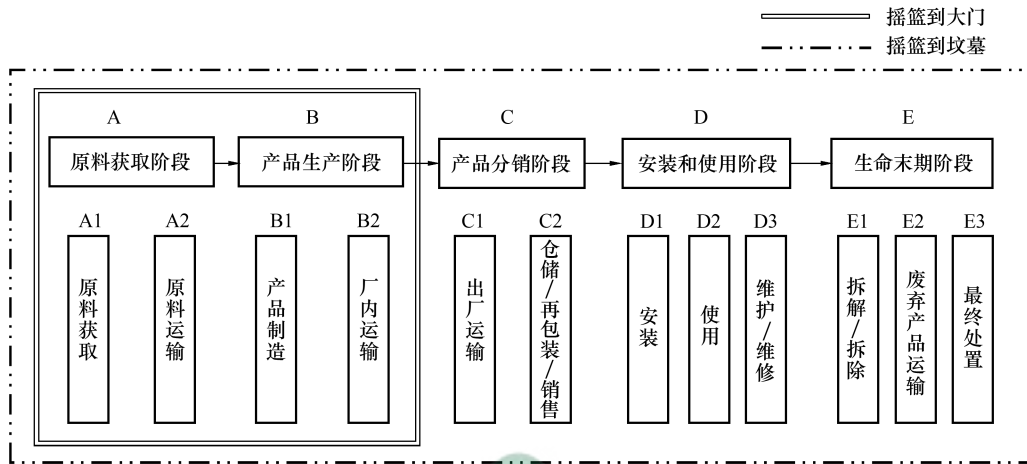 摇篮到大门
摇篮到坟墓
A
B
C
D
E
原料获取阶段
产品生产阶段
产品分销阶段
安装和使用阶段
生命末期阶段
A1
A2
B1
B2
C1
C2
D1
D2
D3
E1
E2
E3
原料获取
原料运输
产品制造
厂内运输
出厂运输
仓储/再包装/销售
安装
使用
维护/维修
拆解/拆除
废弃产品运输
最终处置